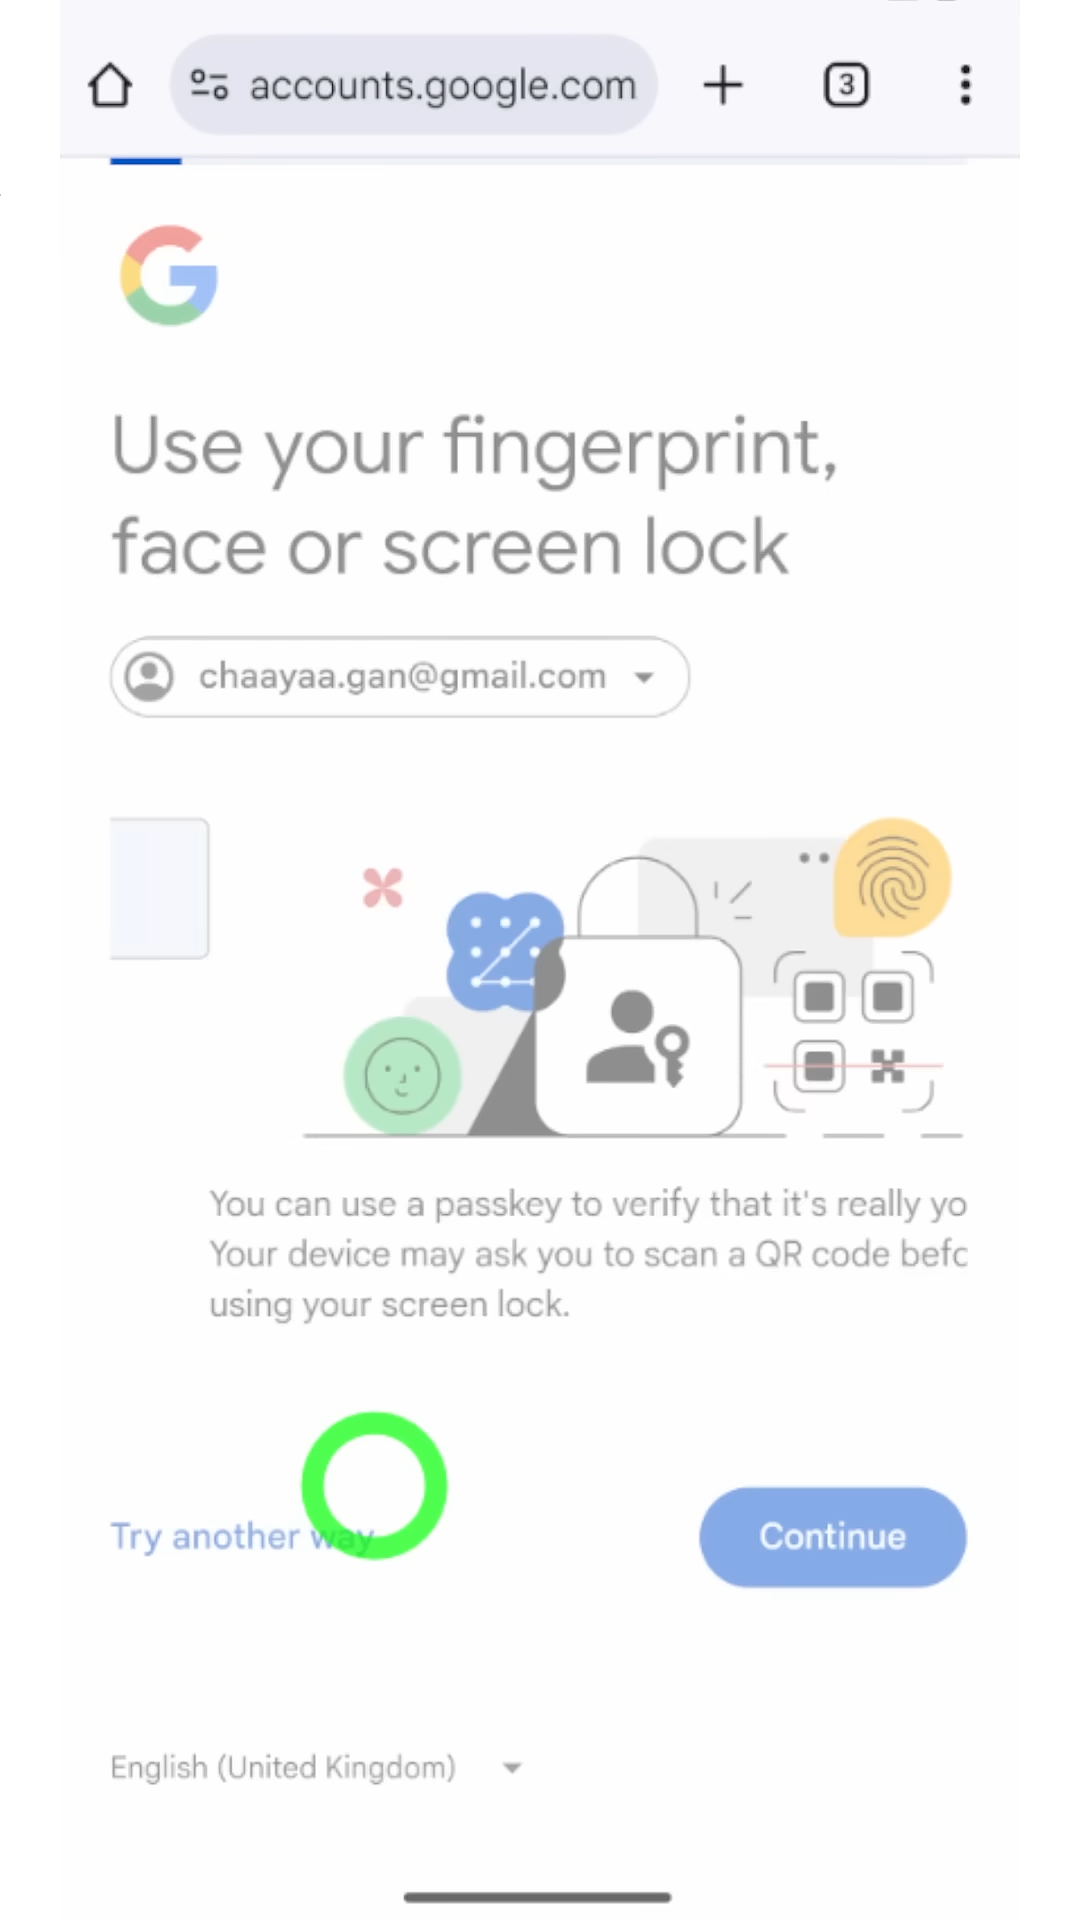 accounts.google.com
3
Use your fingerprint,
face or screen lock
chaayaa.gan@gmail.com
You can use a passkey to verify that it's really yo
Your device may ask you to scan a QR code befo
using your screen lock.
Try another way
Continue
English (United Kingdom)